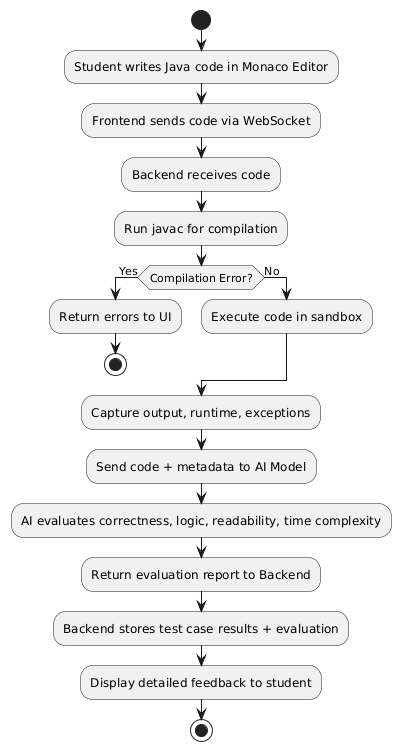 Student writes Java code in Monaco Editor
Frontend sends code via WebSocket
Backend receives code
Run javac for compilation
Yes
Compilation Error?
No
Return errors to UI
Execute code in sandbox
Capture output, runtime, exceptions
Send code + metadata to AI Model
AI evaluates correctness, logic, readability, time complexity
Return evaluation report to Backend
Backend stores test case results + evaluation
Display detailed feedback to student